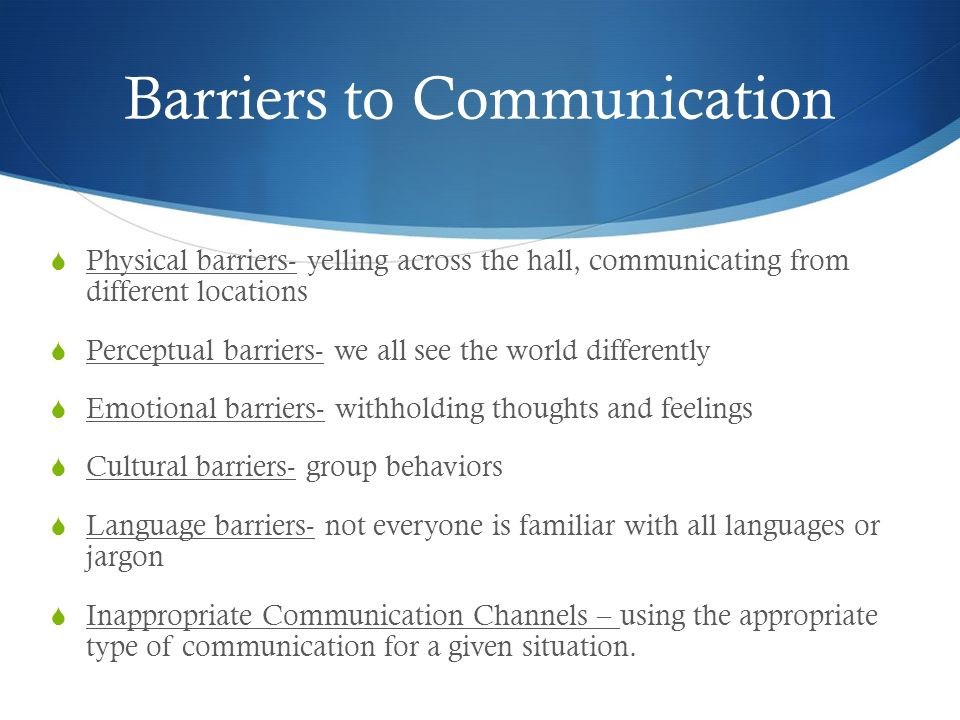 Barriers to Communication
Physical barriers- yelling across the hall, communicating from
different locations
Perceptual barriers- we all see the world differently
Emotional barriers- withholding thoughts and feelings
Cultural barriers- group behaviors
Language barriers- not everyone is familiar with all languages or
jargon
Inappropriate Communication Channels – using the appropriate
type of communication for a given situation.